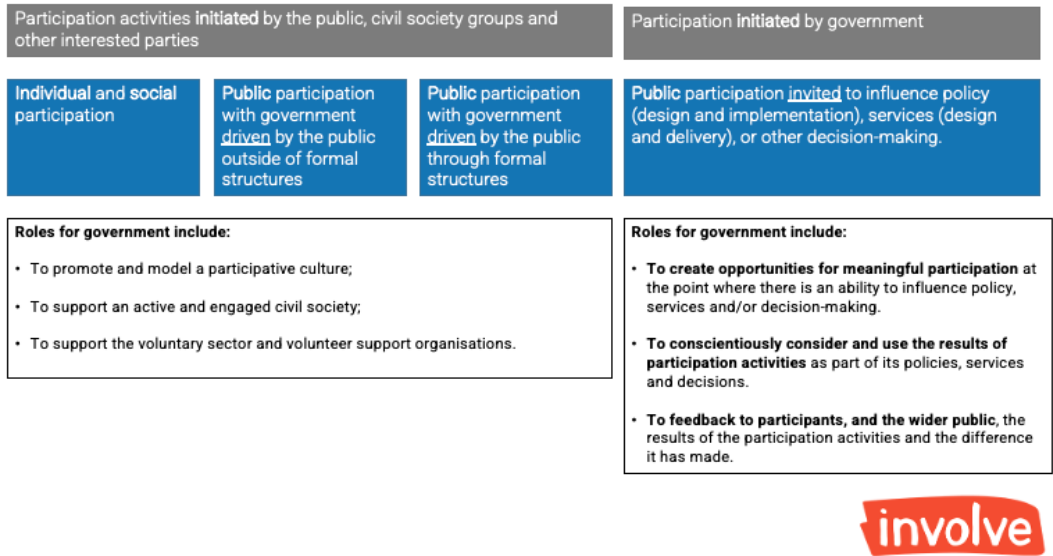 Participation activities initiated by the public, civil society groups and
other interested parties
Participation initiated by government
Individual and social
participation
Public participation
with government
driven by the public
outside of formal
structures
Public participation
with government
driven by the public
through formal
structures
Public participation invited to influence policy
(design and implementation), services (design
and delivery), or other decision-making.
Roles for government include:
• To promote and model a participative culture;
• To support an active and engaged civil society;
• To support the voluntary sector and volunteer support organisations.
Roles for government include:
• To create opportunities for meaningful participation at
the point where there is an ability to influence policy,
services and/or decision-making.
• To conscientiously consider and use the results of
participation activities as part of its policies, services
and decisions.
• To feedback to participants, and the wider public, the
results of the participation activities and the difference
it has made.
involve